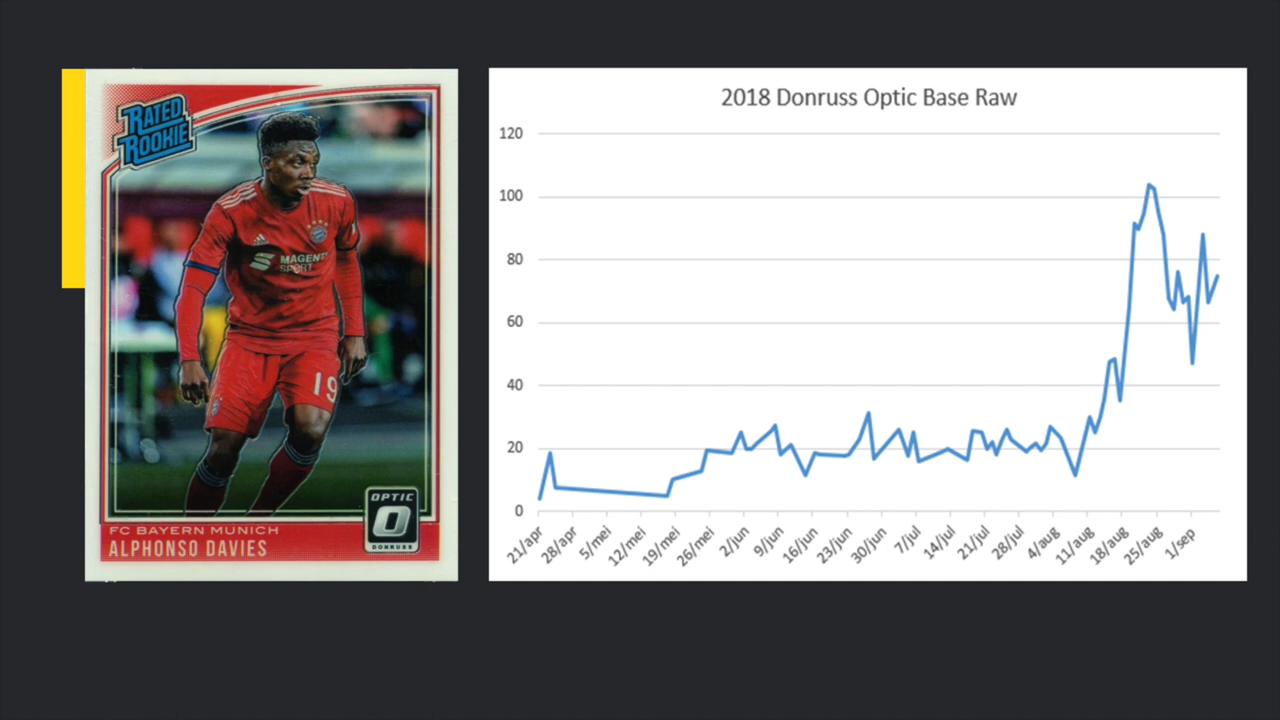 RATED
ROOKIE
MAGENTA
SPORT
19
FC BAYERN MUNICH
ALPHONSO DAVIES
OPTIC
O
DONRUSS
2018 Donruss Optic Base Raw
120
100
80
60
40
20
0
21/apr
28/apr
5/mei
12/mei
19/mei
26/mei
2/jun
9/jun
16/jun
23/jun
30/jun
7/jul
14/jul
21/jul
28/jul
4/aug
11/aug
18/aug
25/aug
1/sep